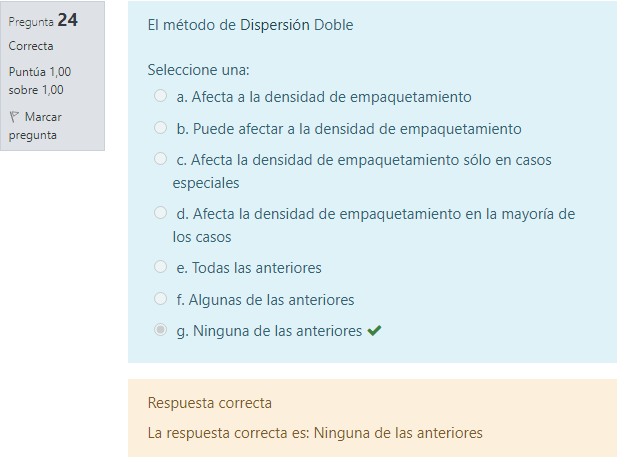 Pregunta 24
Correcta
Puntúa 1,00
sobre 1,00
Marcar
pregunta
El método de Dispersión Doble
Seleccione una:
a. Afecta a la densidad de empaquetamiento
b. Puede afectar a la densidad de empaquetamiento
c. Afecta la densidad de empaquetamiento sólo en casos
especiales
d. Afecta la densidad de empaquetamiento en la mayoría de
los casos
e. Todas las anteriores
f. Algunas de las anteriores
g. Ninguna de las anteriores
Respuesta correcta
La respuesta correcta es: Ninguna de las anteriores